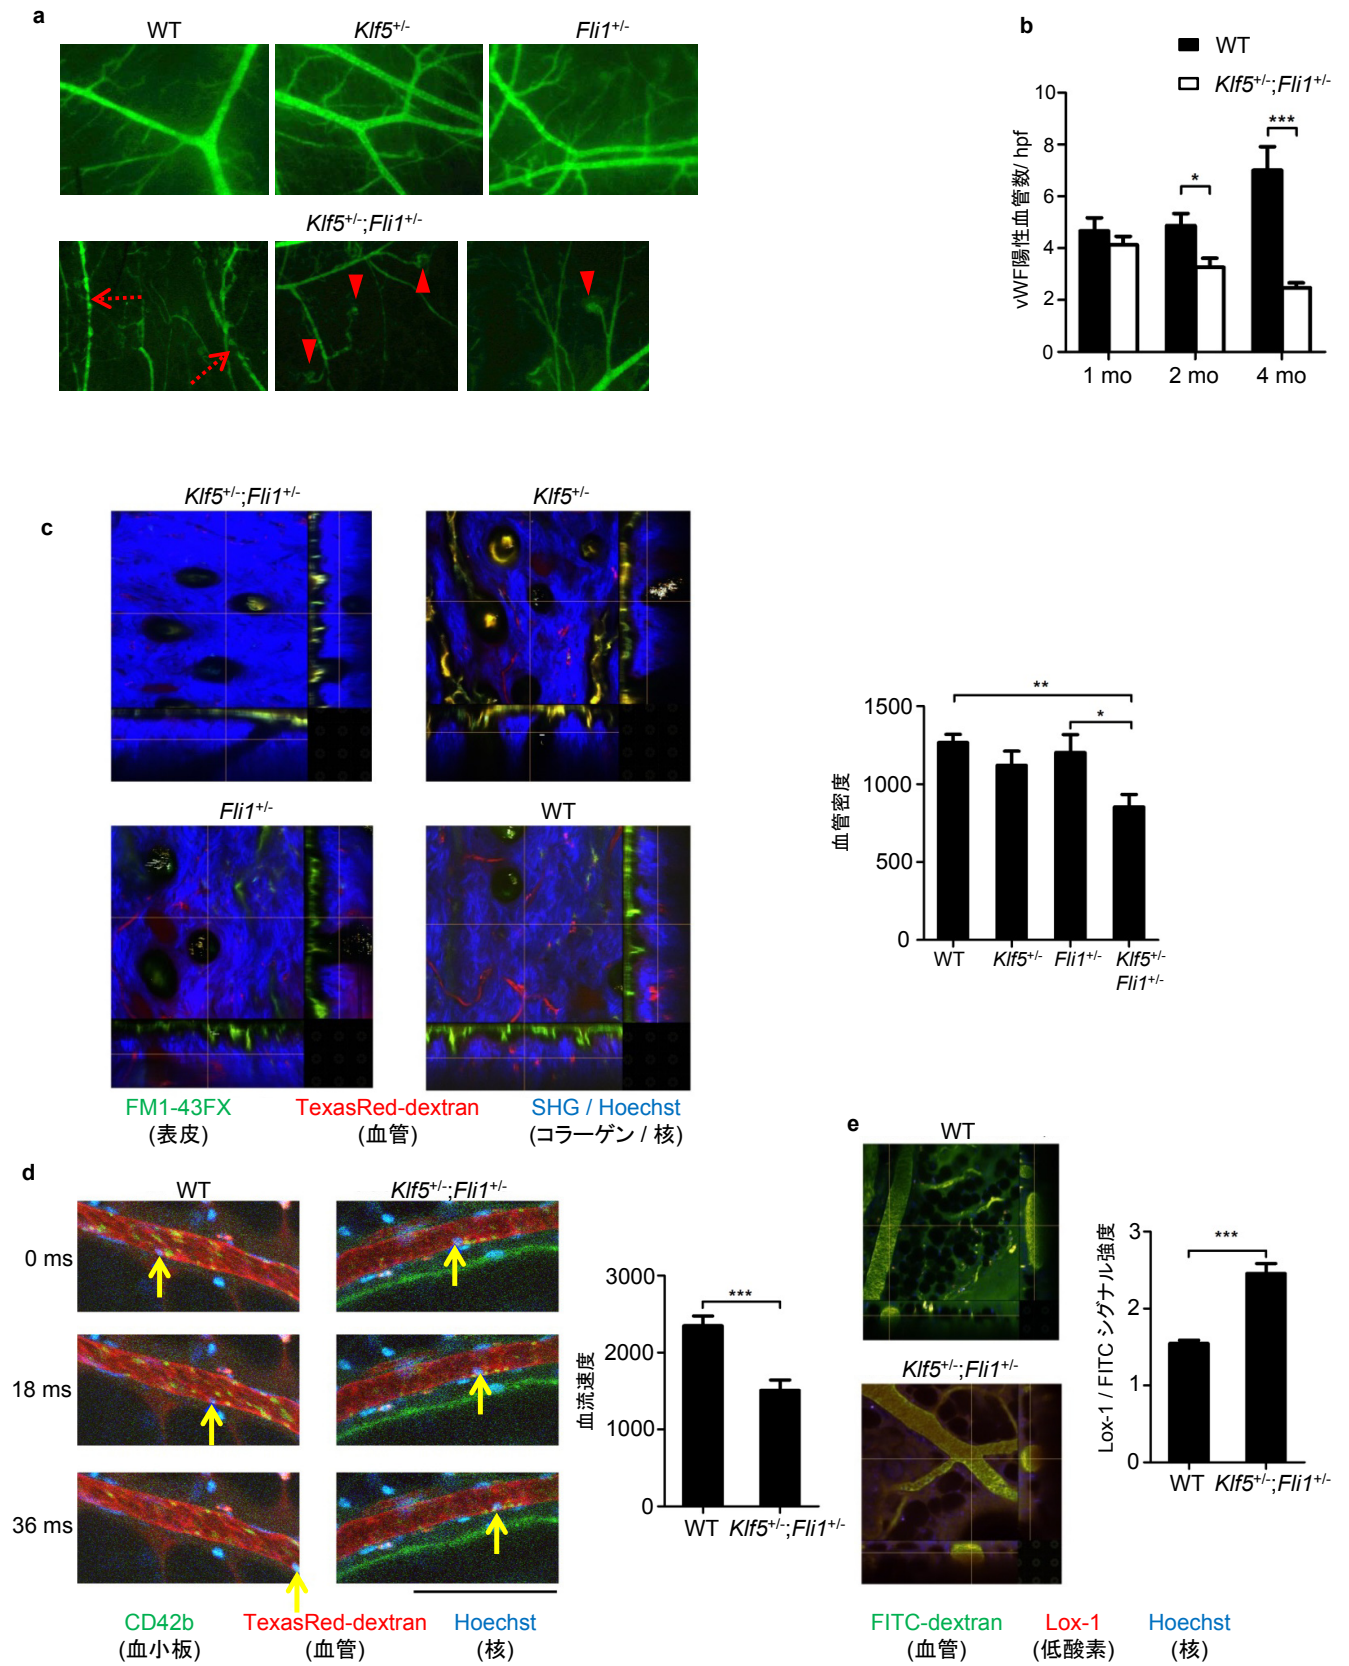 a
WT
Klf5+/-
Fli1+/-
Klf5+/-;Fli1+/-
b
WT
Klf5+/-;Fli1+/-
vWF陽性血管数/ hpf
10
8
6
4
2
0
*
***
1 mo 2 mo 4 mo
c
Klf5+/-;Fli1+/-
Klf5+/-
Fli1+/-
WT
FM1-43FX
(表皮)
TexasRed-dextran
(血管)
SHG / Hoechst
(コラーゲン / 核)
血管密度
1500
1000
500
0
**
*
WT Klf5+/- Fli1+/- Klf5+/-
Fli1+/-
d
WT
Klf5+/-;Fli1+/-
0 ms
18 ms
36 ms
CD42b
(血小板)
TexasRed-dextran
(血管)
Hoechst
(核)
血流速度
3000
2000
1000
0
***
WT Klf5+/-;Fli1+/-
e
WT
Klf5+/-;Fli1+/-
FITC-dextran
(血管)
Lox-1
(低酸素)
Hoechst
(核)
Lox-1 / FITC シグナル強度
3
2
1
0
***
WT Klf5+/-;Fli1+/-